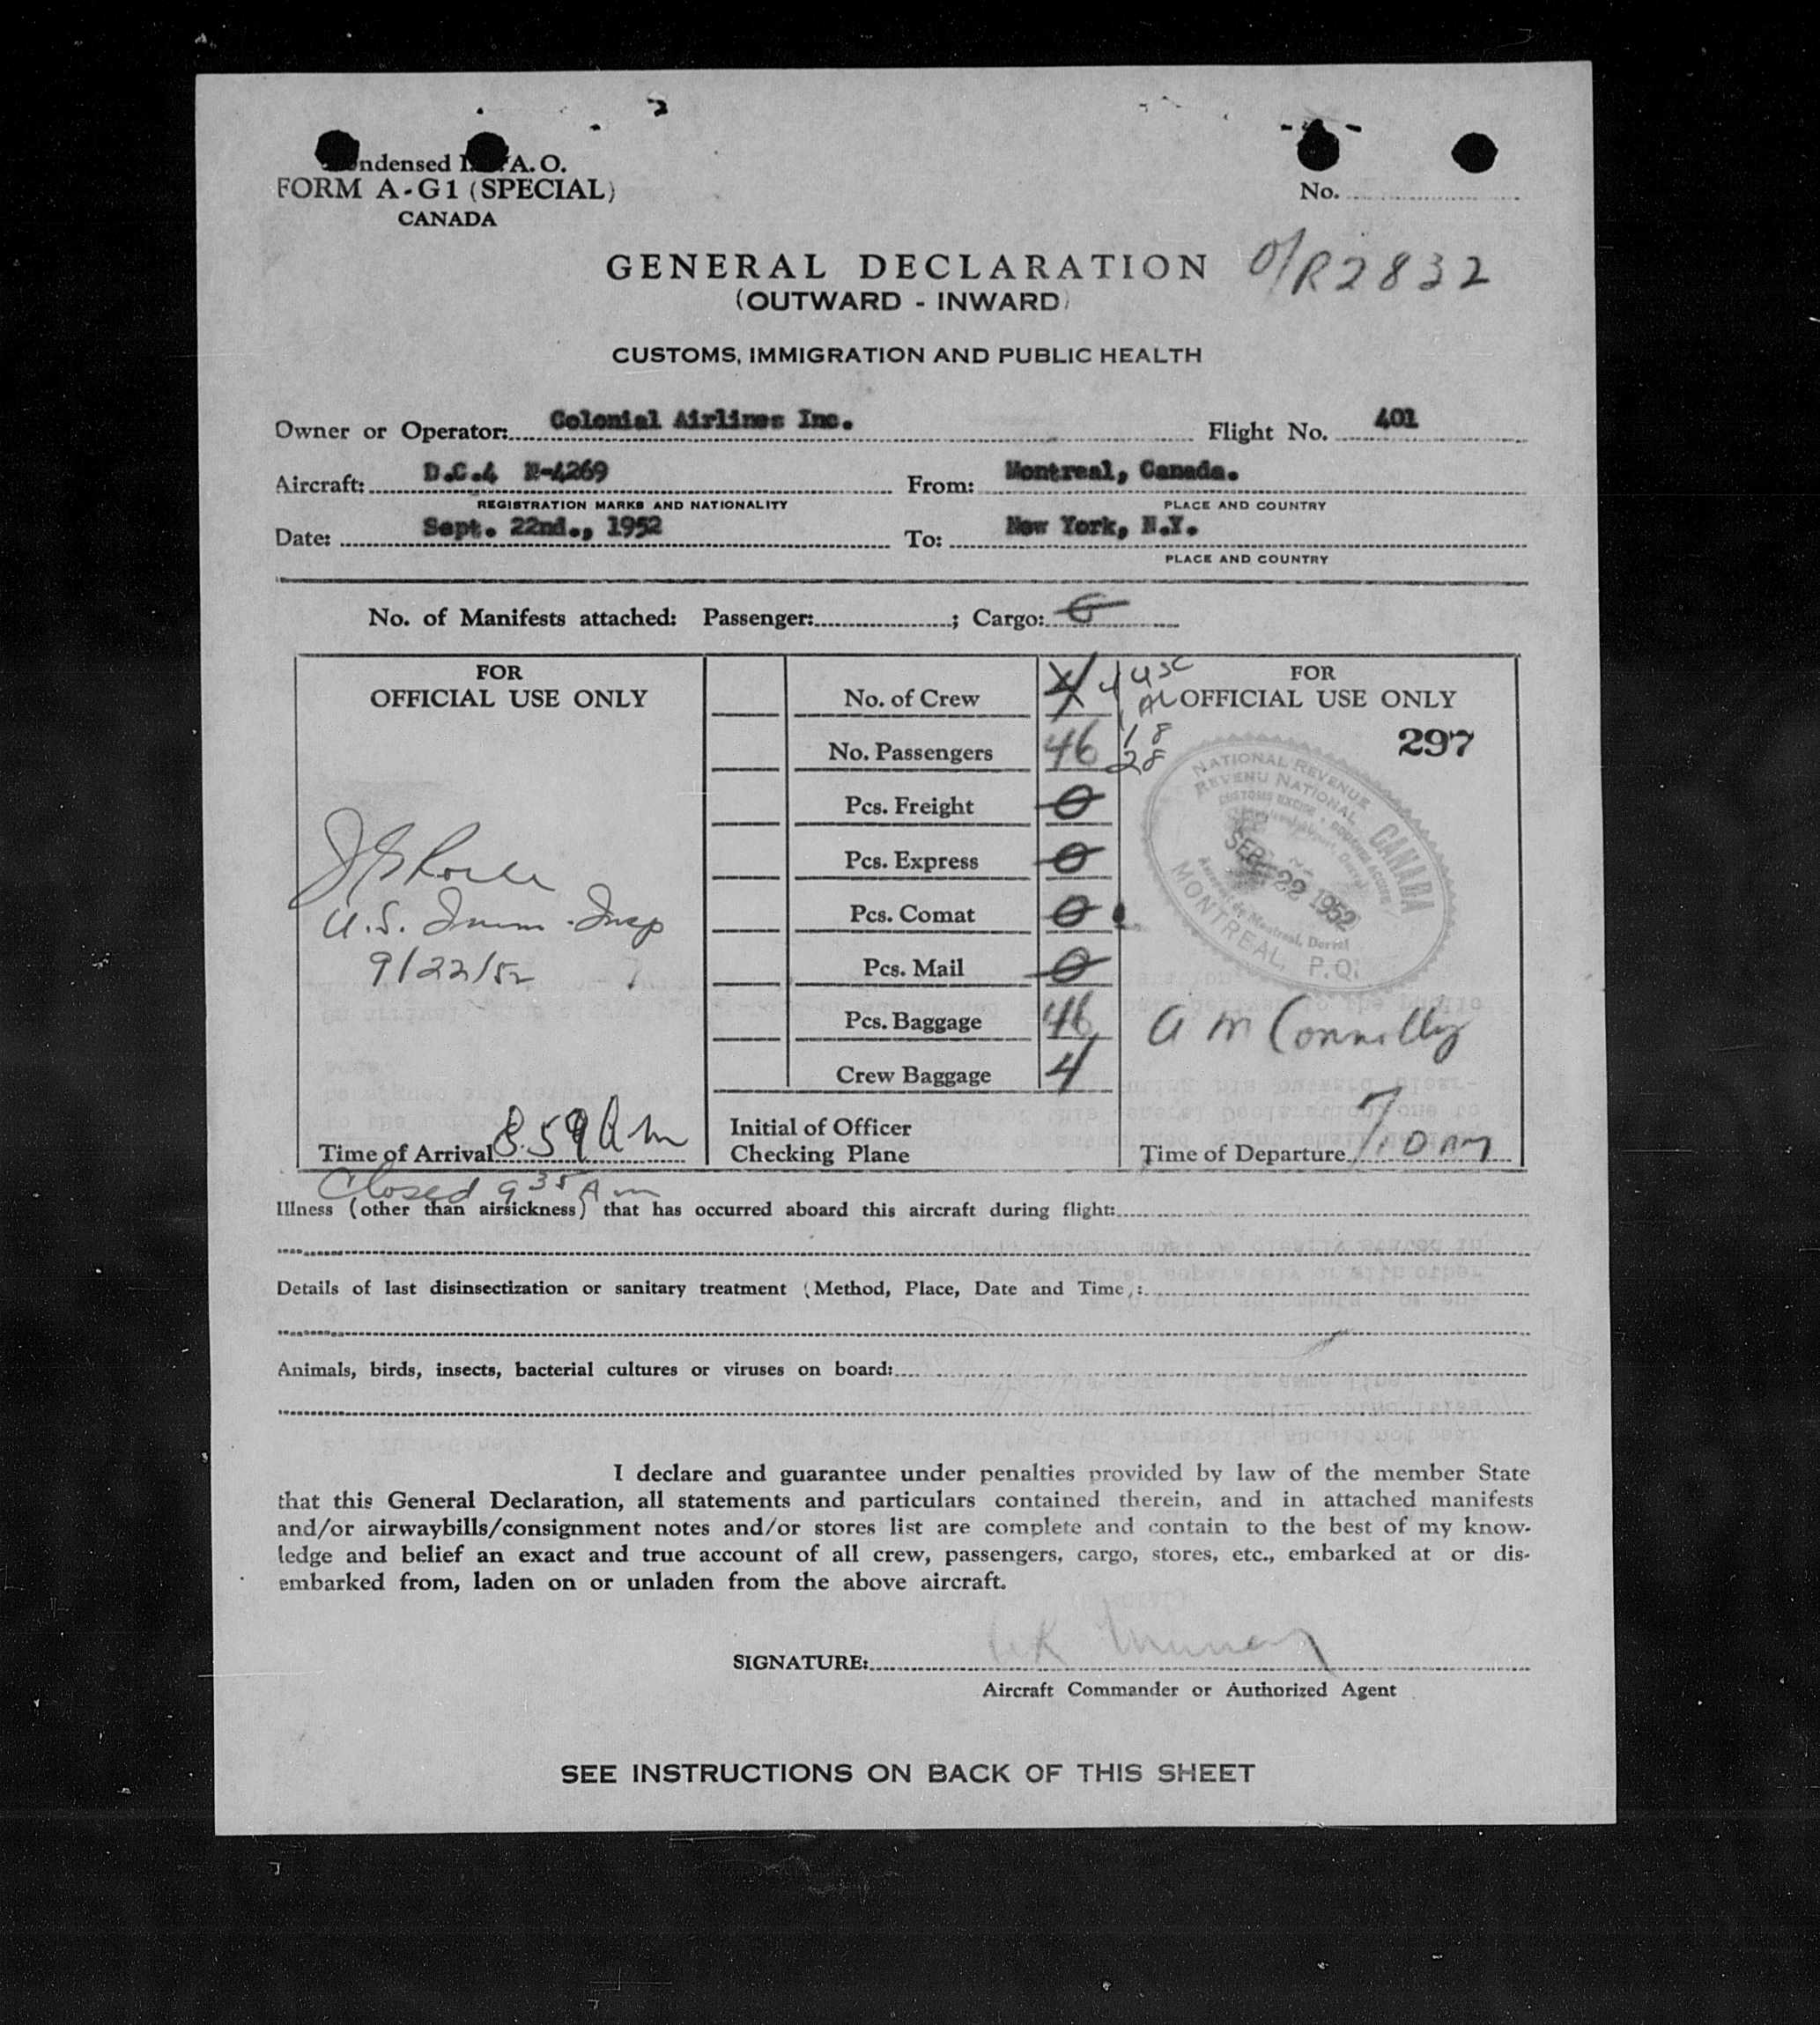 ndensed I. A. O.
FORM A-G1 (SPECIAL)
CANADA
No.
GENERAL DECLARATION
O/R2832
(OUTWARD - INWARD)
CUSTOMS, IMMIGRATION AND PUBLIC HEALTH
Owner or Operator: Colonial Airlines Inc. Flight No. 401
Aircraft: D.C.4 N-4269 From: Montreal, Canada.
REGISTRATION MARKS AND NATIONALITY PLACE AND COUNTRY
Date: Sept. 22nd., 1952 To: New York, N.Y.
PLACE AND COUNTRY
No. of Manifests attached: Passenger: ; Cargo:
FOR
OFFICIAL USE ONLY
U.S. Imm. Insp
9/22/52
Time of Arrival 8.59 Am
Closed 9 35 Am
No. of Crew 4 4 USC
No. Passengers 46
Pcs. Freight 0
Pcs. Express 0
Pcs. Comat 0
Pcs. Mail 0
Pcs. Baggage 46
Crew Baggage 4
Initial of Officer
Checking Plane
FOR
OFFICIAL USE ONLY
297
NATIONAL REVENUE
REVENU NATIONAL
CANADA
SEP 22 1952
MONTREAL, P.Q.
A M Connolly
Time of Departure
Illness (other than airsickness) that has occurred aboard this aircraft during flight:
Details of last disinsectization or sanitary treatment (Method, Place, Date and Time):
Animals, birds, insects, bacterial cultures or viruses on board:
I declare and guarantee under penalties provided by law of the member State
that this General Declaration, all statements and particulars contained therein, and in attached manifests
and/or airwaybills/consignment notes and/or stores list are complete and contain to the best of my know-
ledge and belief an exact and true account of all crew, passengers, cargo, stores, etc., embarked at or dis-
embarked from, laden on or unladen from the above aircraft.
SIGNATURE:
Aircraft Commander or Authorized Agent
SEE INSTRUCTIONS ON BACK OF THIS SHEET